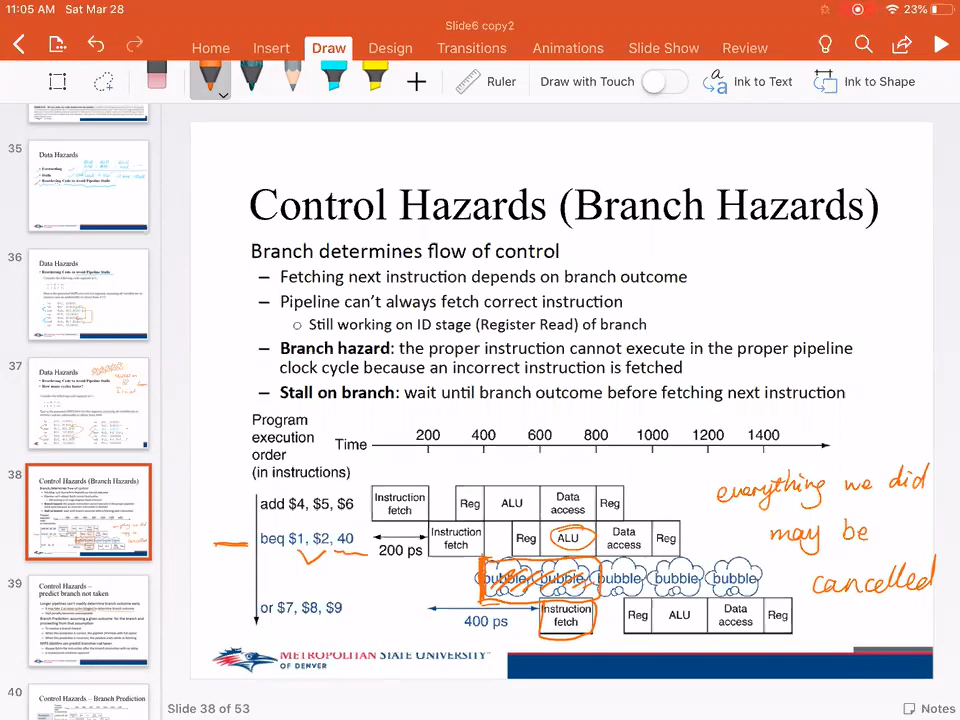 11:05 AM Sat Mar 28
23%
Slide6 copy2
Home Insert Draw Design Transitions Animations Slide Show Review
Ruler
Draw with Touch
Ink to Text
Ink to Shape
35
Data Hazards
36
Data Hazards
37
Data Hazards
38
Control Hazards (Branch Hazards)
39
Control Hazards –
predict branch not taken
40
Control Hazards – Branch Prediction
Control Hazards (Branch Hazards)
Branch determines flow of control
– Fetching next instruction depends on branch outcome
– Pipeline can't always fetch correct instruction
○ Still working on ID stage (Register Read) of branch
– Branch hazard: the proper instruction cannot execute in the proper pipeline
clock cycle because an incorrect instruction is fetched
– Stall on branch: wait until branch outcome before fetching next instruction
Program
execution
order
(in instructions)
Time
200 400 600 800 1000 1200 1400
add $4, $5, $6
Instruction
fetch
Reg
ALU
Data
access
Reg
beq $1, $2, 40
200 ps
Instruction
fetch
Reg
ALU
Data
access
Reg
bubble bubble bubble bubble bubble
or $7, $8, $9
400 ps
Instruction
fetch
Reg
ALU
Data
access
Reg
everything we did
may be
cancelled
METROPOLITAN STATE UNIVERSITY™
OF DENVER
Slide 38 of 53
Notes